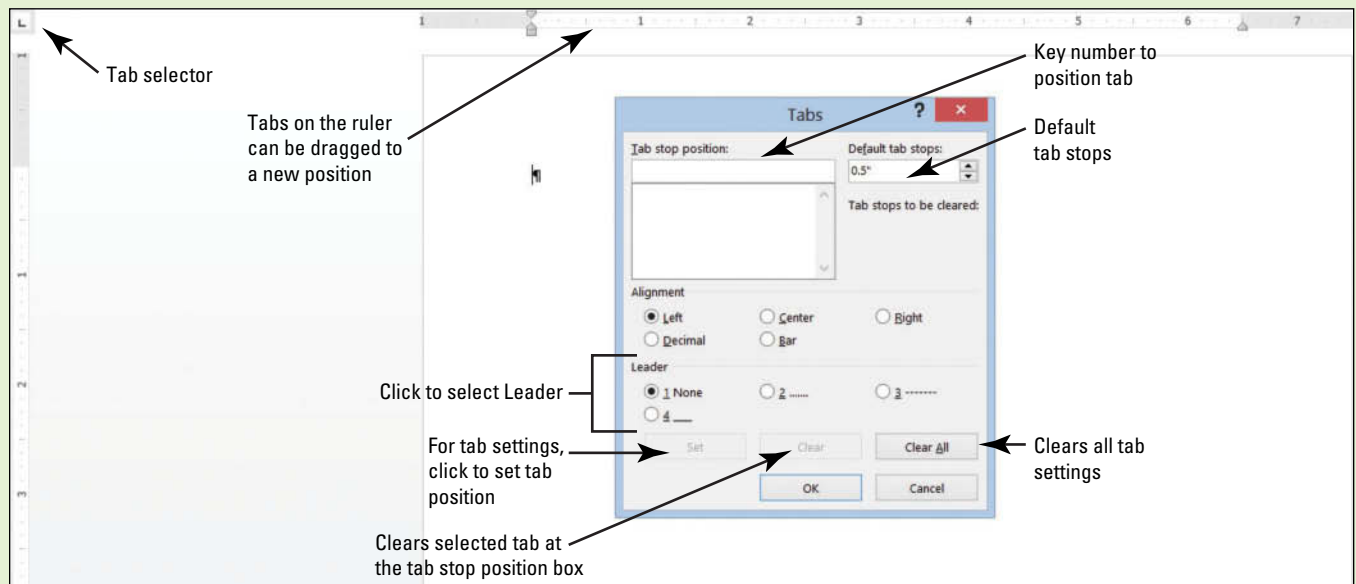 L
1 1 2 3 4 5 6 7
Tab selector
Key number to
position tab
Tabs on the ruler
can be dragged to
a new position
Default
tab stops
Tabs ? ×
Tab stop position: Default tab stops:
0.5"
¶
Tab stops to be cleared:
Alignment
Left Center Right
Decimal Bar
Click to select Leader
Leader
1 None 2 ...... 3 -------
4 ___
For tab settings,
click to set tab
position
Set Clear Clear All
Clears all tab
settings
OK Cancel
Clears selected tab at
the tab stop position box
1
1
2
3